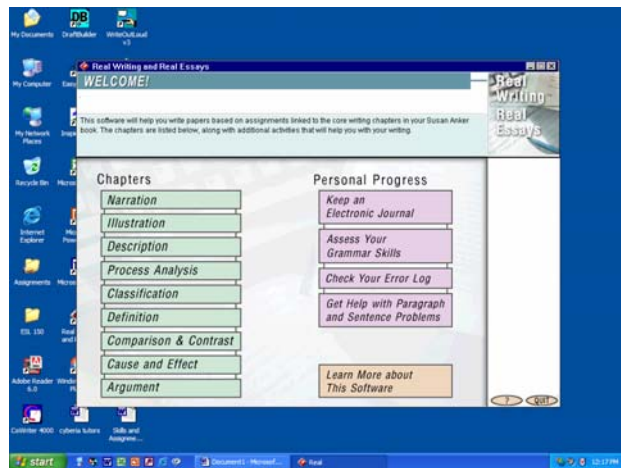 My Documents
DraftBuilder
WriteOutLoud
v3
My Computer
My Network
Places
Recycle Bin
Internet
Explorer
Assignments
ESL 150
Adobe Reader
6.0
CoWriter 4000
cyberia tutors
Skills and
Assignme...
Real Writing and Real Essays
WELCOME!
Real
Writing
Real
Essays
This software will help you write papers based on assignments linked to the core writing chapters in your Susan Anker
book. The chapters are listed below, along with additional activities that will help you with your writing.
Chapters
Narration
Illustration
Description
Process Analysis
Classification
Definition
Comparison & Contrast
Cause and Effect
Argument
Personal Progress
Keep an
Electronic Journal
Assess Your
Grammar Skills
Check Your Error Log
Get Help with Paragraph
and Sentence Problems
Learn More about
This Software
?
QUIT
start
Document1 - Microsof...
Real
12:17 PM